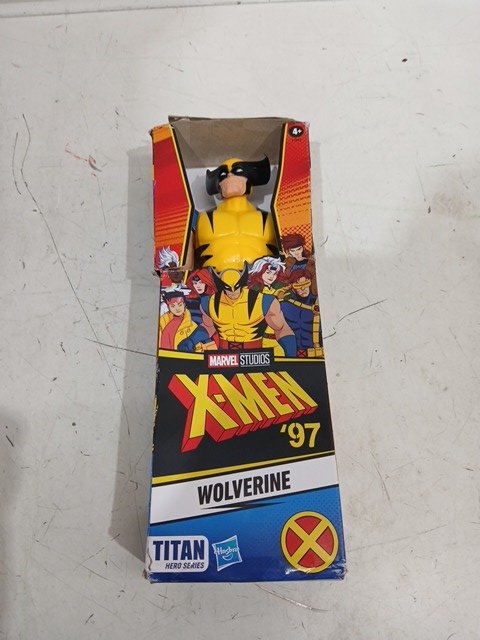 4+
MARVEL STUDIOS
X-MEN
'97
WOLVERINE
TITAN
HERO SERIES
Hasbro